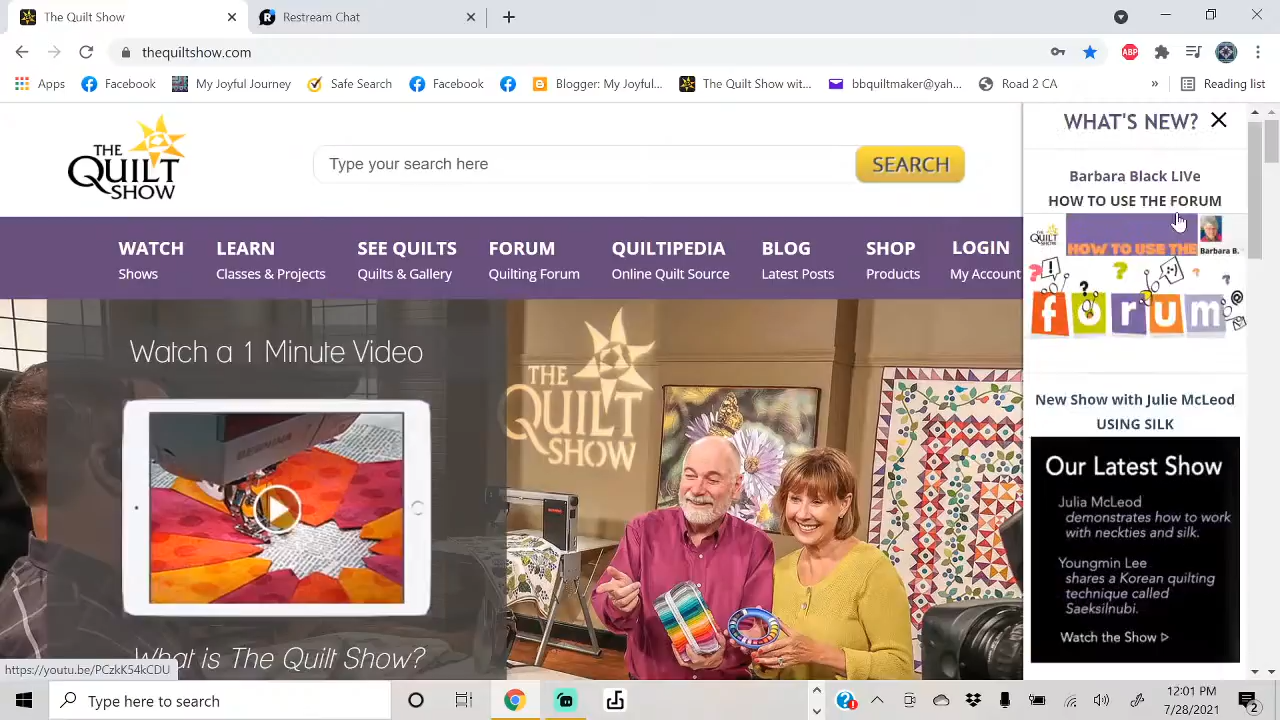 The Quilt Show
Restream Chat
thequiltshow.com
ABP
Apps
Facebook
My Joyful Journey
Safe Search
Facebook
Blogger: My Joyful...
The Quilt Show wit...
bbquiltmaker@yah...
Road 2 CA
»
Reading list
THE QUILT SHOW
Type your search here
SEARCH
WHAT'S NEW?
Barbara Black LIVe
HOW TO USE THE FORUM
HOW TO USE THE
Barbara B.
forum
WATCH
Shows
LEARN
Classes & Projects
SEE QUILTS
Quilts & Gallery
FORUM
Quilting Forum
QUILTIPEDIA
Online Quilt Source
BLOG
Latest Posts
SHOP
Products
LOGIN
My Account
Watch a 1 Minute Video
What is The Quilt Show?
THE
QUILT
SHOW
New Show with Julie McLeod
USING SILK
Our Latest Show
Julia McLeod
demonstrates how to work
with neckties and silk.
Youngmin Lee
shares a Korean quilting
technique called
Saeksilnubi.
Watch the Show
https://youtu.be/PCzkK54kCDU
Type here to search
12:01 PM
7/28/2021
2